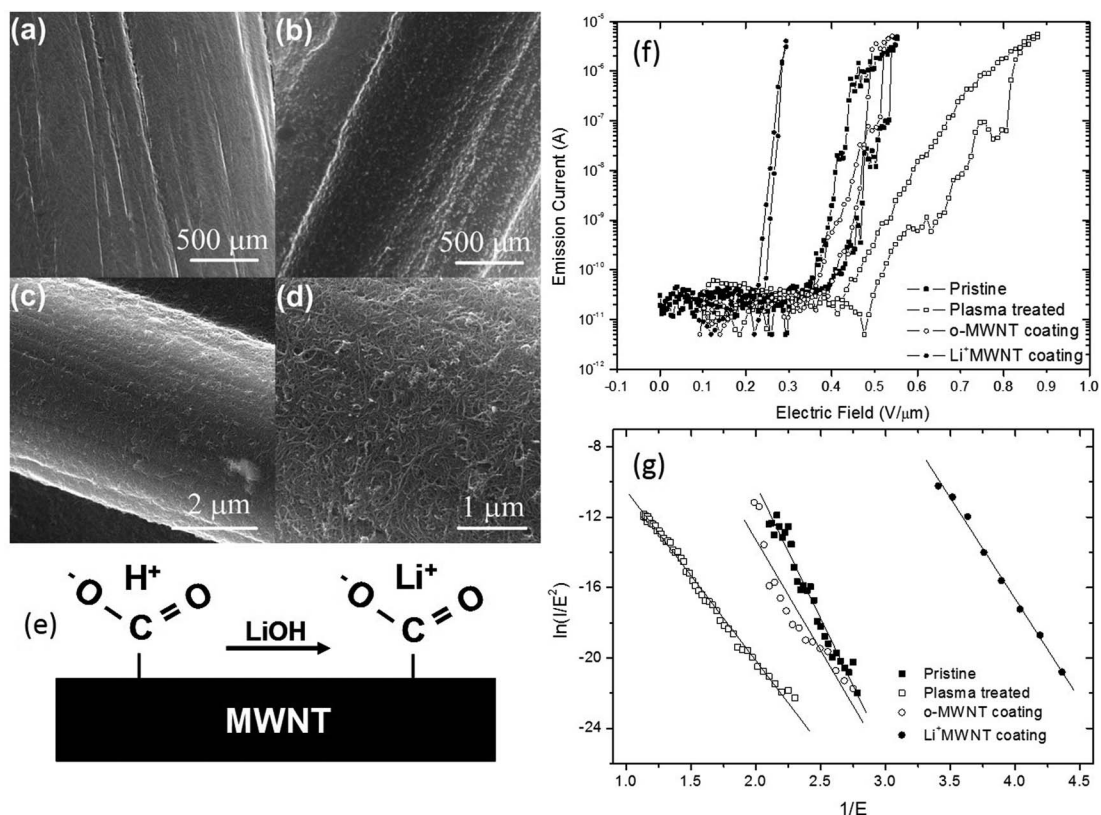 (a)
500 μm
(b)
500 μm
(c)
2 μm
(d)
1 μm
(e)
-
O
H⁺
C
O
LiOH
-
O
Li⁺
C
O
MWNT
(f)
Emission Current (A)
10⁻⁵
10⁻⁶
10⁻⁷
10⁻⁸
10⁻⁹
10⁻¹⁰
10⁻¹¹
10⁻¹²
Pristine
Plasma treated
o-MWNT coating
Li⁺MWNT coating
0.0 0.1 0.2 0.3 0.4 0.5 0.6 0.7 0.8 0.9 1.0
Electric Field (V/μm)
(g)
ln(I/E²)
-8
-12
-16
-20
-24
Pristine
Plasma treated
o-MWNT coating
Li⁺MWNT coating
1.0 1.5 2.0 2.5 3.0 3.5 4.0 4.5
1/E